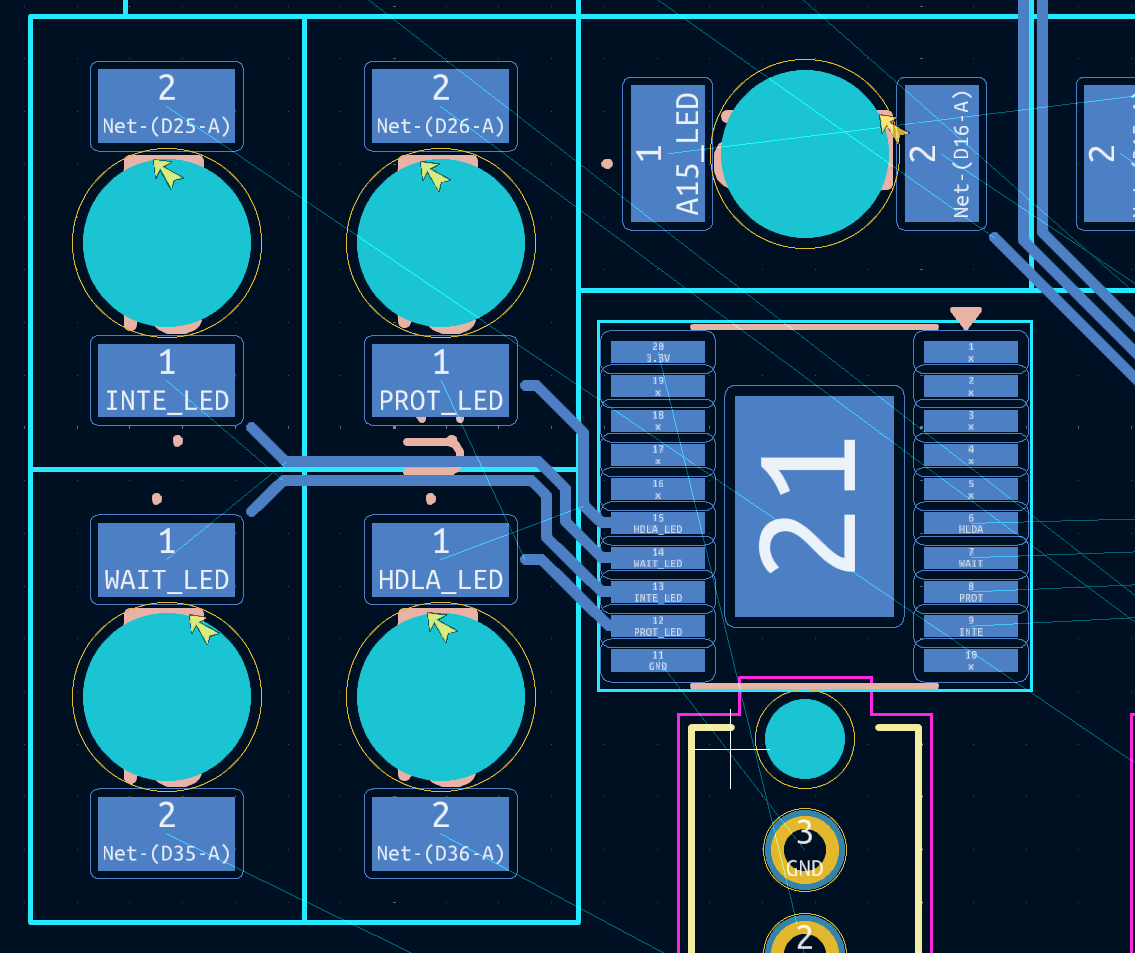 2
Net-(D25-A)
2
Net-(D26-A)
1
A15_LED
2
Net-(D16-A)
2
1
INTE_LED
1
PROT_LED
20
3.3V
19
x
18
x
17
x
16
x
15
HDLA_LED
14
WAIT_LED
13
INTE_LED
12
PROT_LED
11
GND
21
1
x
2
x
3
x
4
x
5
x
6
HLDA
7
WAIT
8
PROT
9
INTE
10
x
1
WAIT_LED
1
HDLA_LED
2
Net-(D35-A)
2
Net-(D36-A)
3
GND
2